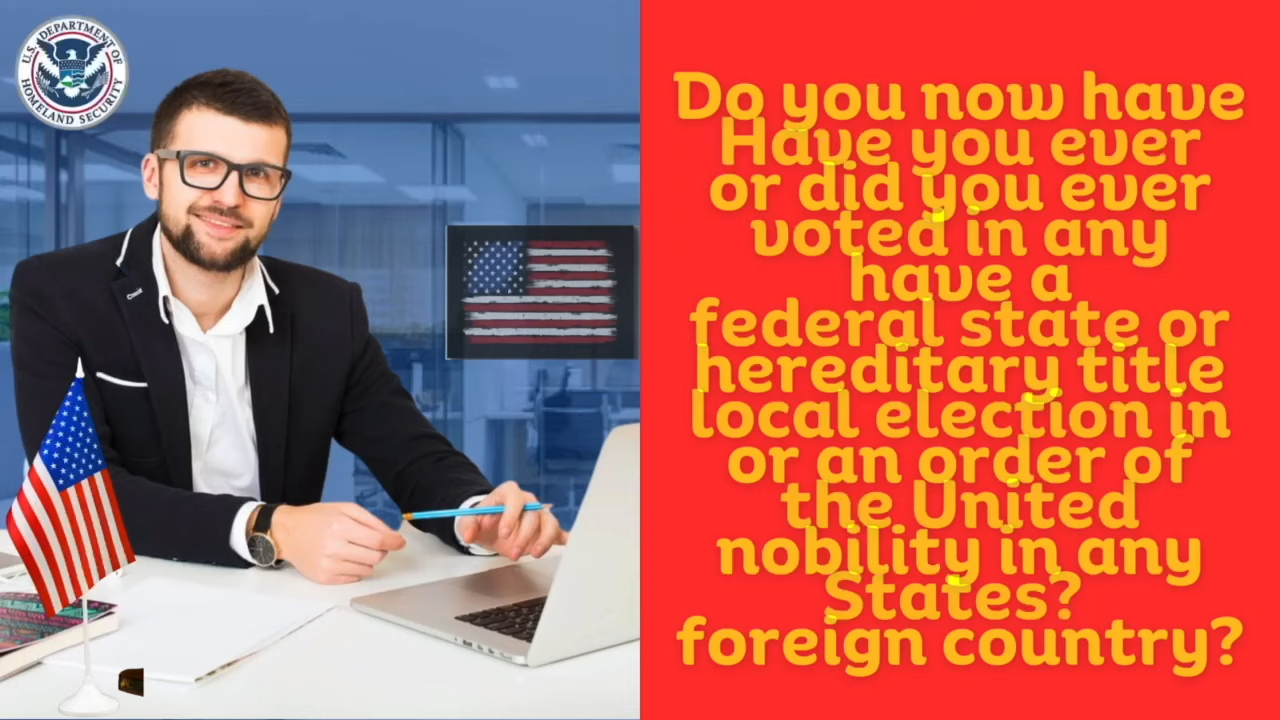 U.S. DEPARTMENT OF
HOMELAND SECURITY
Do you now have
Have you ever
or did you ever
voted in any
have a
federal state or
hereditary title
local election in
or an order of
the United
nobility in any
States?
foreign country?